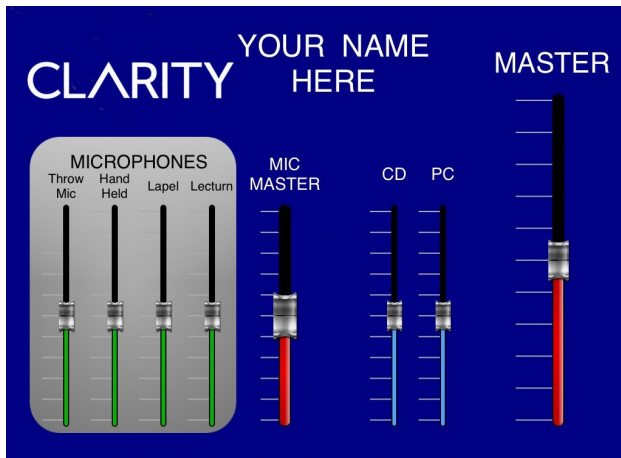 CLARITY
YOUR NAME
HERE
MASTER
MICROPHONES
Throw
Mic
Hand
Held
Lapel
Lecturn
MIC
MASTER
CD
PC